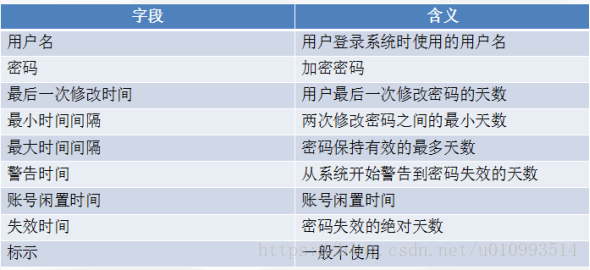 字段 含义
用户名 用户登录系统时使用的用户名
密码 加密密码
最后一次修改时间 用户最后一次修改密码的天数
最小时间间隔 两次修改密码之间的最小天数
最大时间间隔 密码保持有效的最多天数
警告时间 从系统开始警告到密码失效的天数
账号闲置时间 账号闲置时间
失效时间 密码失效的绝对天数
标示 一般不使用
csdn.net/u010993514